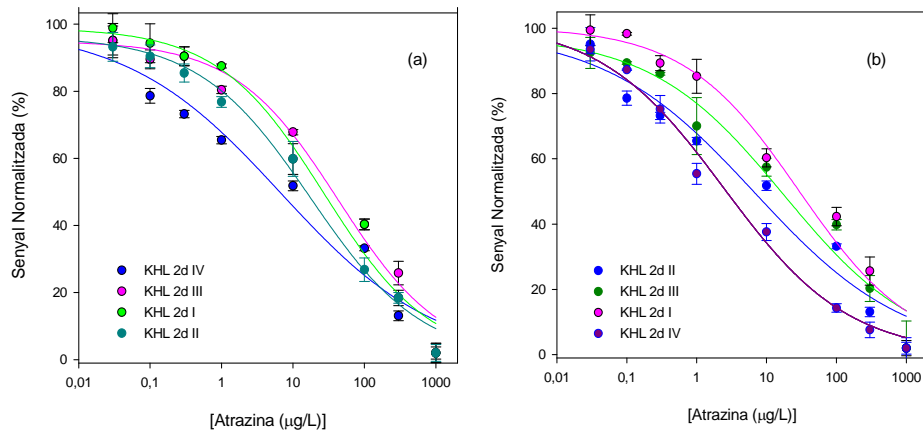 (a)
Senyal Normalitzada (%)
100
80
60
40
20
0
KHL 2d IV
KHL 2d III
KHL 2d I
KHL 2d II
0,01 0,1 1 10 100 1000
[Atrazina (μg/L)]
(b)
Senyal Normalitzada (%)
100
80
60
40
20
0
KHL 2d II
KHL 2d III
KHL 2d I
KHL 2d IV
0,01 0,1 1 10 100 1000
[Atrazina (μg/L)]